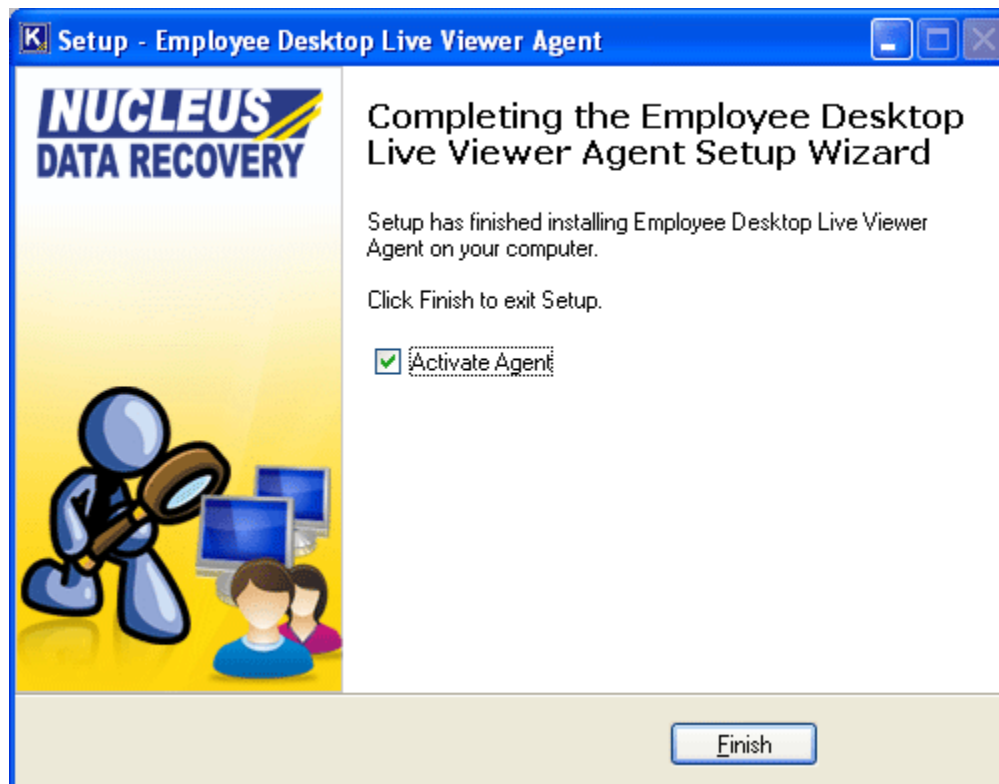 K Setup - Employee Desktop Live Viewer Agent
NUCLEUS
DATA RECOVERY
Completing the Employee Desktop
Live Viewer Agent Setup Wizard
Setup has finished installing Employee Desktop Live Viewer
Agent on your computer.
Click Finish to exit Setup.
Activate Agent
Finish